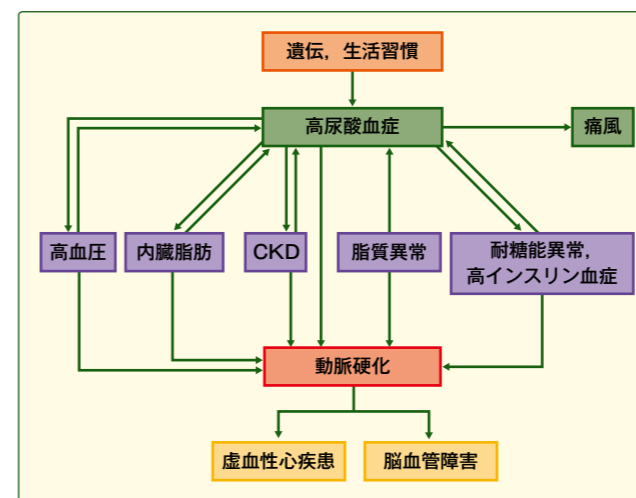 遺伝，生活習慣
高尿酸血症
痛風
高血圧
内臓脂肪
CKD
脂質異常
耐糖能異常，
高インスリン血症
動脈硬化
虚血性心疾患
脳血管障害